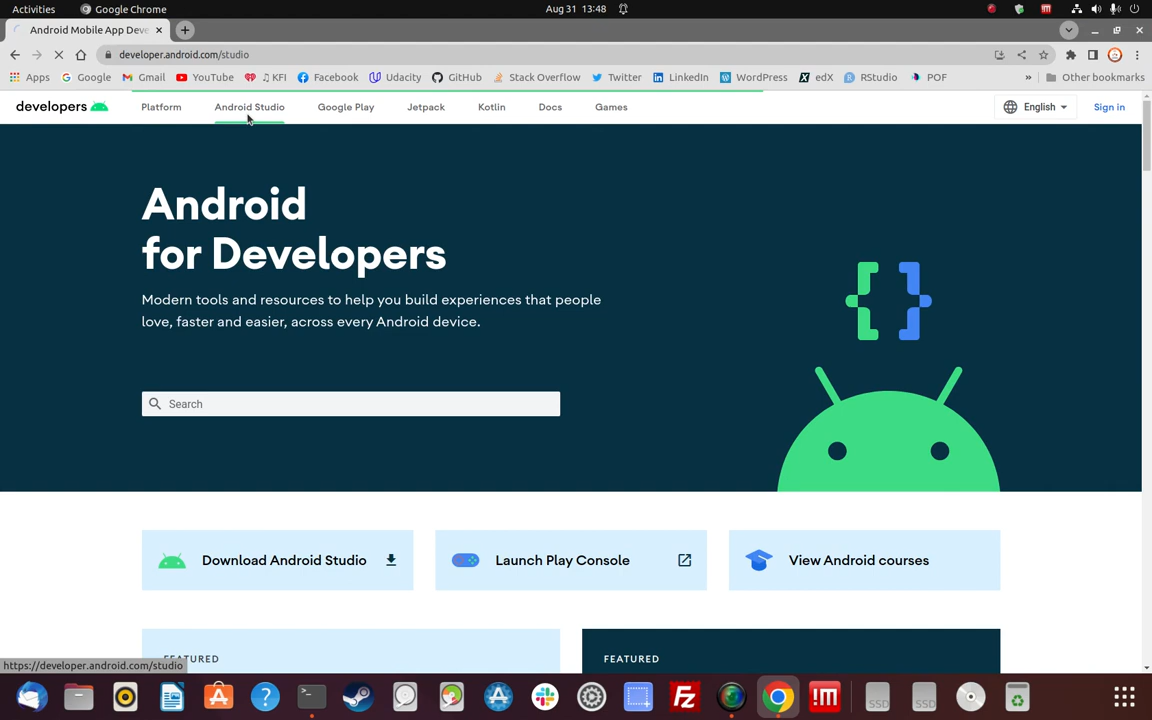 Activities
Google Chrome
Aug 31 13:48
Android Mobile App Deve
developer.android.com/studio
Apps
Google
Gmail
YouTube
♫ KFI
Facebook
Udacity
GitHub
Stack Overflow
Twitter
LinkedIn
WordPress
edX
RStudio
POF
»
Other bookmarks
developers
Platform
Android Studio
Google Play
Jetpack
Kotlin
Docs
Games
English
Sign in
Android
for Developers
Modern tools and resources to help you build experiences that people
love, faster and easier, across every Android device.
Search
Download Android Studio
Launch Play Console
View Android courses
FEATURED
FEATURED
https://developer.android.com/studio